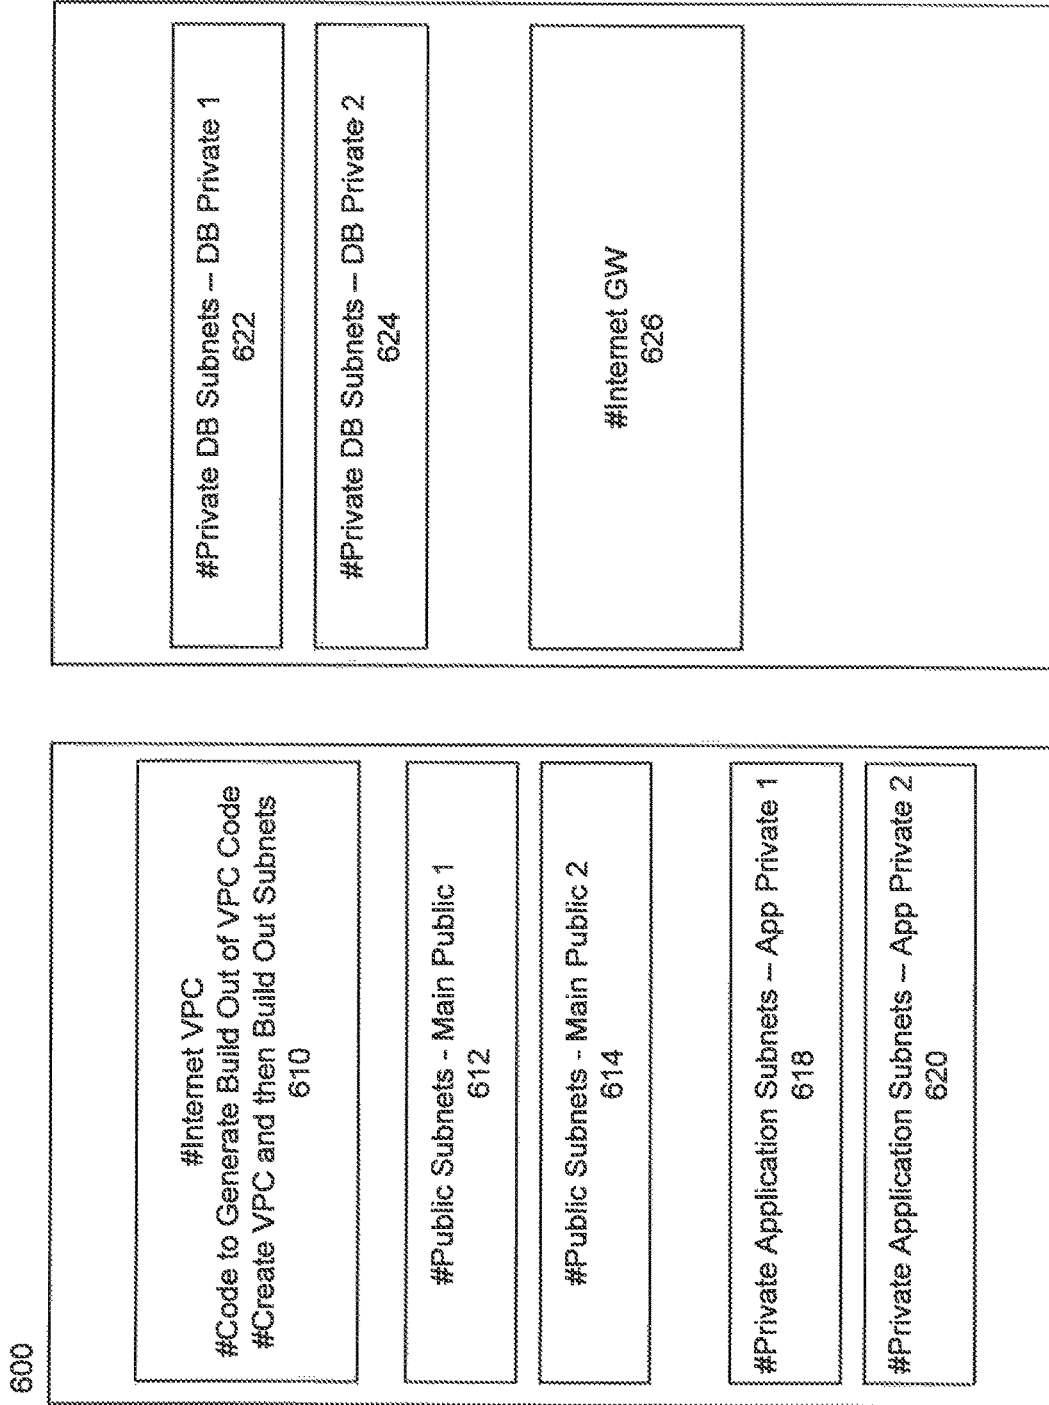 600
#Internet VPC
#Code to Generate Build Out of VPC Code
#Create VPC and then Build Out Subnets
610
#Public Subnets - Main Public 1
612
#Public Subnets - Main Public 2
614
#Private Application Subnets – App Private 1
618
#Private Application Subnets – App Private 2
620
#Private DB Subnets – DB Private 1
622
#Private DB Subnets – DB Private 2
624
#Internet GW
626